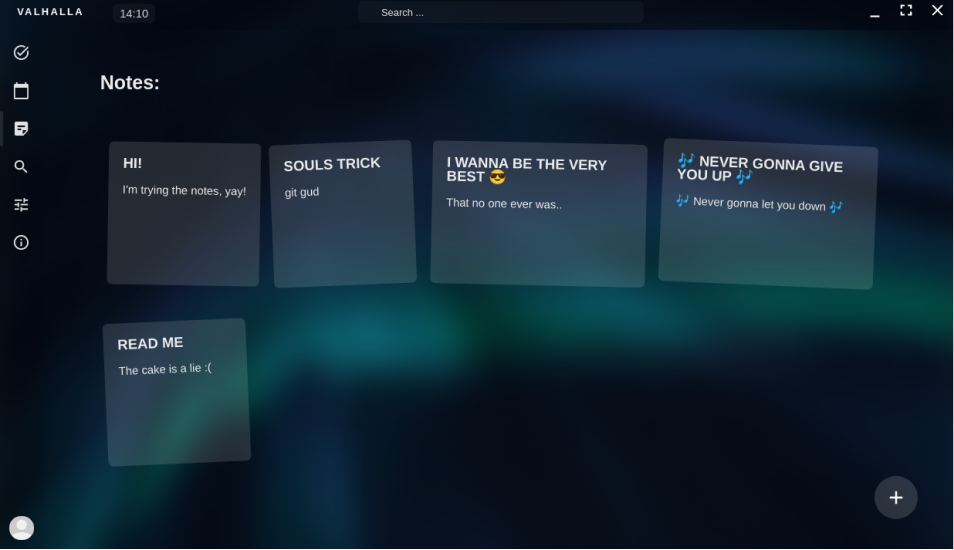 VALHALLA
14:10
Search ...
Notes:
HI!
I'm trying the notes, yay!
SOULS TRICK
git gud
I WANNA BE THE VERY
BEST 😎
That no one ever was..
🎶 NEVER GONNA GIVE
YOU UP 🎶
🎶 Never gonna let you down 🎶
READ ME
The cake is a lie :(